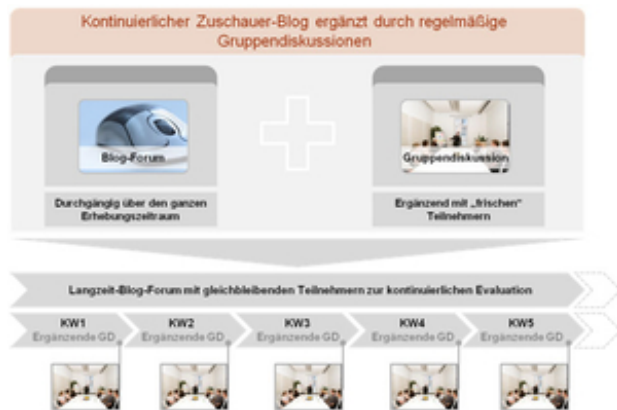 Kontinuierlicher Zuschauer-Blog ergänzt durch regelmäßige
Gruppendiskussionen
Blog-Forum
Gruppendiskussion
Durchgängig über den ganzen
Erhebungszeitraum
Ergänzend mit „frischen“
Teilnehmern
Langzeit-Blog-Forum mit gleichbleibenden Teilnehmern zur kontinuierlichen Evaluation
KW1
Ergänzende GD
KW2
Ergänzende GD
KW3
Ergänzende GD
KW4
Ergänzende GD
KW5
Ergänzende GD